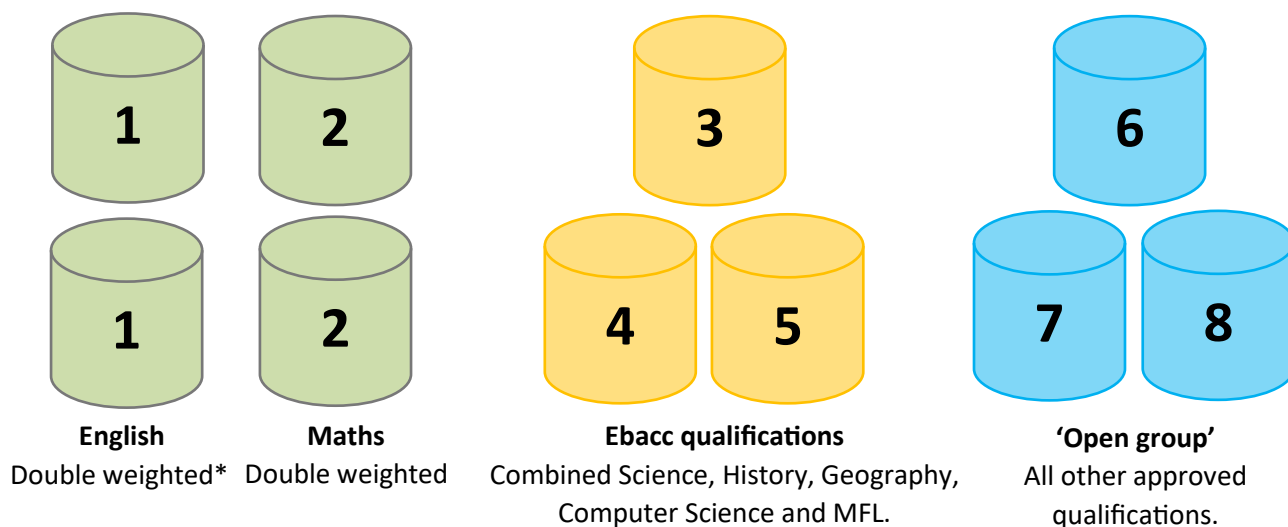 1
2
3
6
1
2
4
5
7
8
English
Double weighted*
Maths
Double weighted
Ebacc qualifications
Combined Science, History, Geography,
Computer Science and MFL.
‘Open group’
All other approved
qualifications.